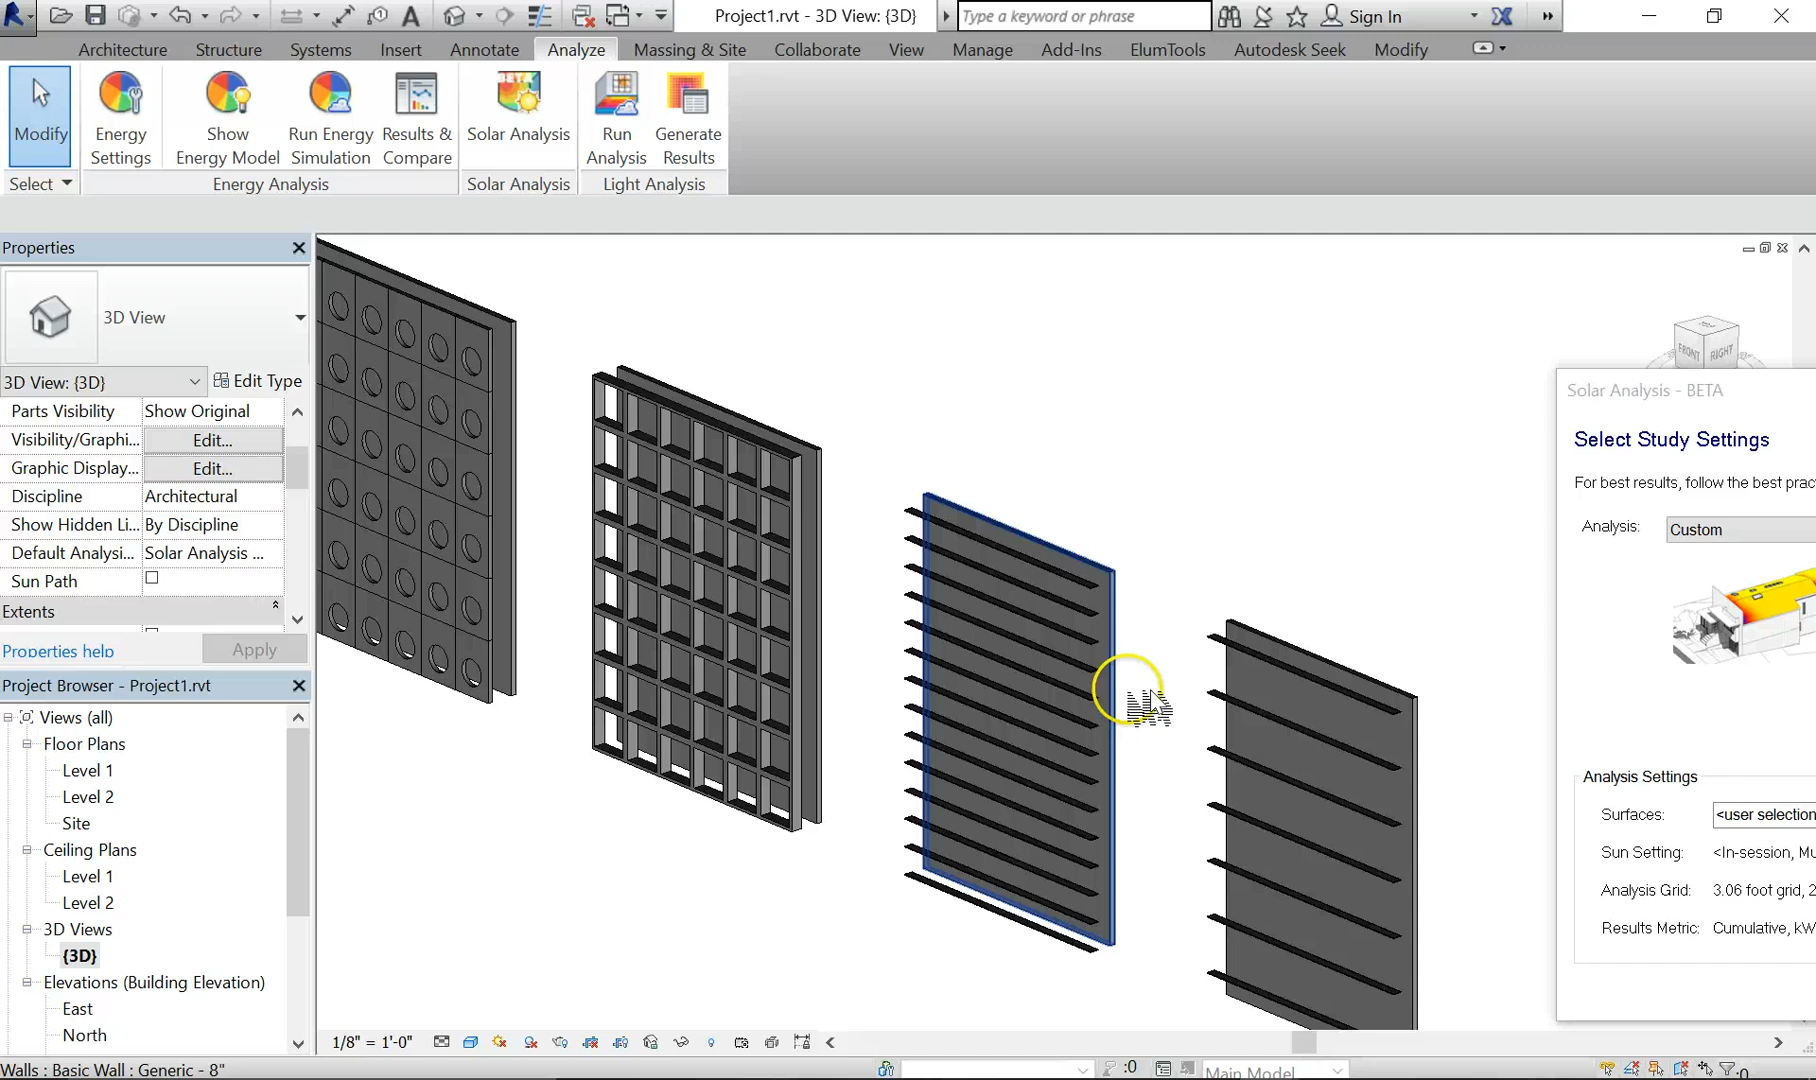 Project1.rvt - 3D View: {3D}
Type a keyword or phrase
Sign In
Architecture
Structure
Systems
Insert
Annotate
Analyze
Massing & Site
Collaborate
View
Manage
Add-Ins
ElumTools
Autodesk Seek
Modify
Modify
Energy
Settings
Show
Energy Model
Run Energy
Simulation
Results &
Compare
Solar Analysis
Run
Analysis
Generate
Results
Select
Energy Analysis
Solar Analysis
Light Analysis
Properties
3D View
3D View: {3D}
Edit Type
Parts Visibility
Show Original
Visibility/Graphi...
Edit...
Graphic Display...
Edit...
Discipline
Architectural
Show Hidden Li...
By Discipline
Default Analysi...
Solar Analysis ...
Sun Path
Extents
Properties help
Apply
Project Browser - Project1.rvt
Views (all)
Floor Plans
Level 1
Level 2
Site
Ceiling Plans
Level 1
Level 2
3D Views
{3D}
Elevations (Building Elevation)
East
North
FRONT
RIGHT
Solar Analysis - BETA
Select Study Settings
For best results, follow the best prac
Analysis:
Custom
Analysis Settings
Surfaces:
<user selection
Sun Setting:
<In-session, Mu
Analysis Grid:
3.06 foot grid, 2
Results Metric:
Cumulative, kW
1/8" = 1'-0"
Walls : Basic Wall : Generic - 8"
:0
Main Model
:0